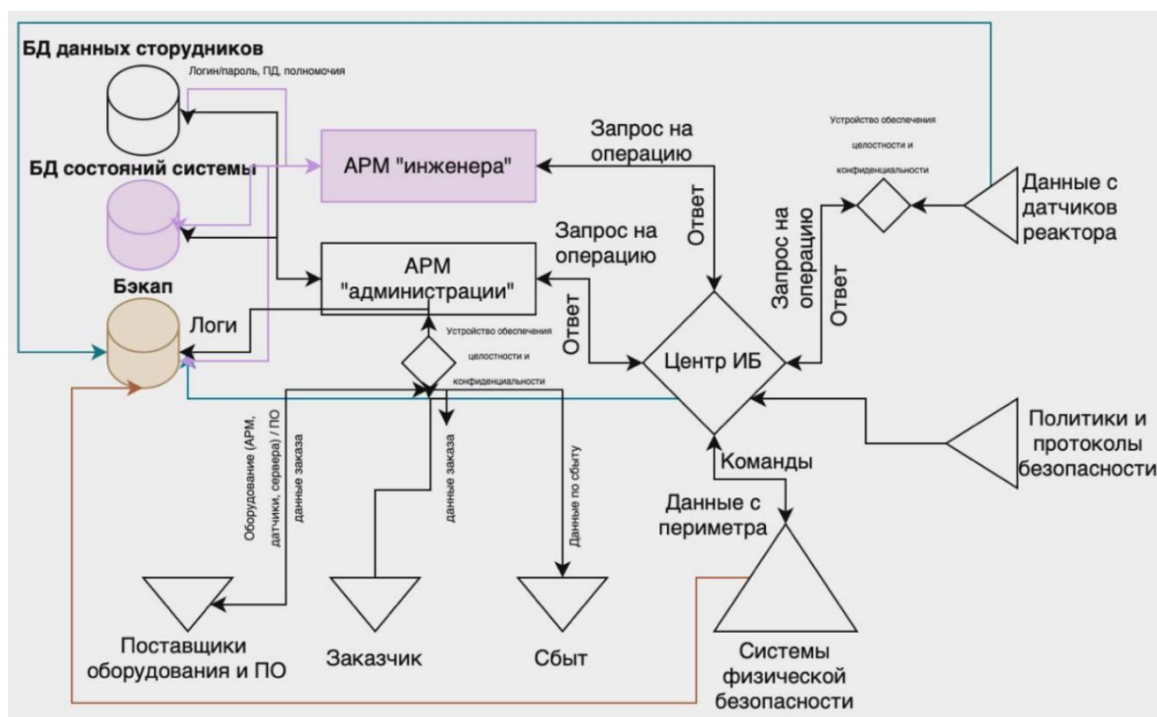 БД данных сторудников
Логин/пароль, ПД, полномочия
БД состояний системы
Бэкап
Логи
АРМ "инженера"
Запрос на
операцию
Ответ
АРМ
"администрации"
Запрос на
операцию
Ответ
Устройство обеспечения
целостности и
конфиденциальности
Центр ИБ
Устройство обеспечения
целостности и
конфиденциальности
Запрос на
операцию
Ответ
Данные с
датчиков
реактора
Политики и
протоколы
безопасности
Команды
Данные с
периметра
Оборудование (АРМ,
датчики, сервера) / ПО
данные заказа
данные заказа
Данные по сбыту
Поставщики
оборудования и ПО
Заказчик
Сбыт
Системы
физической
безопасности